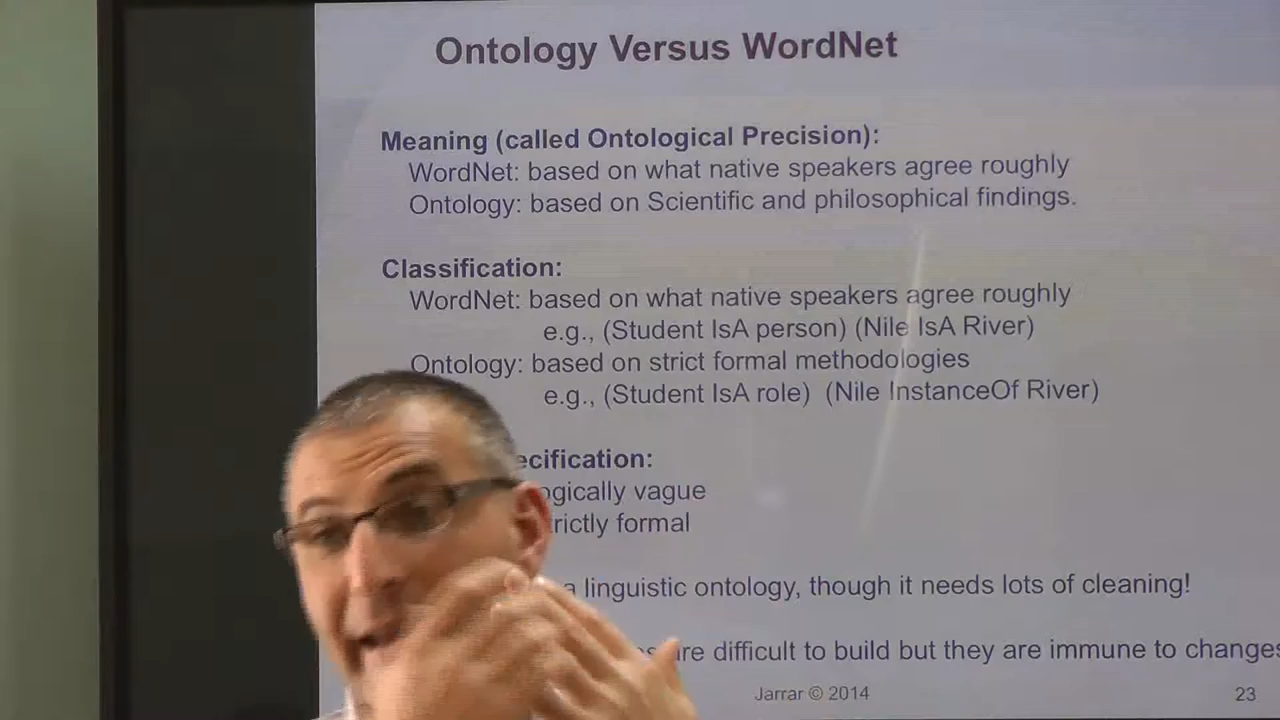 Ontology Versus WordNet
Meaning (called Ontological Precision):
WordNet: based on what native speakers agree roughly
Ontology: based on Scientific and philosophical findings.
Classification:
WordNet: based on what native speakers agree roughly
e.g., (Student IsA person) (Nile IsA River)
Ontology: based on strict formal methodologies
e.g., (Student IsA role) (Nile InstanceOf River)
ecification:
ogically vague
rictly formal
a linguistic ontology, though it needs lots of cleaning!
are difficult to build but they are immune to changes
Jarrar © 2014
23